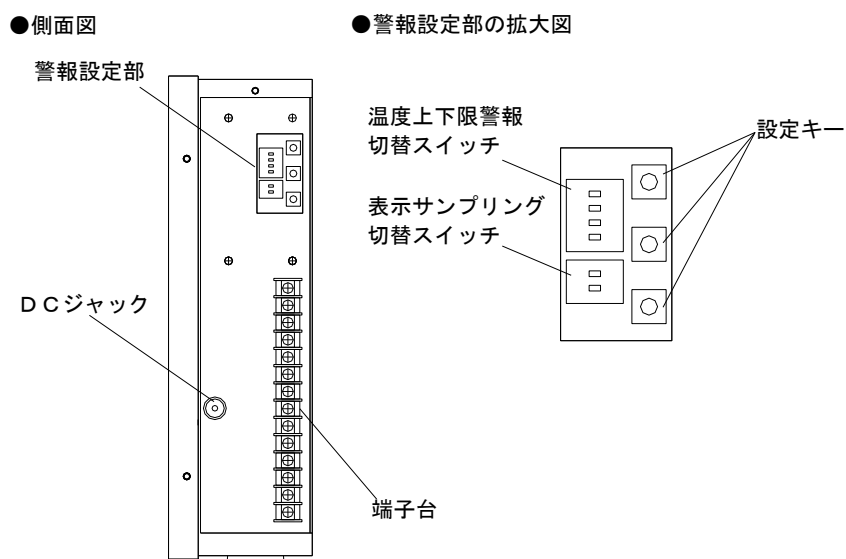 ●側面図
警報設定部
ＤＣジャック
端子台
●警報設定部の拡大図
温度上下限警報
切替スイッチ
表示サンプリング
切替スイッチ
設定キー